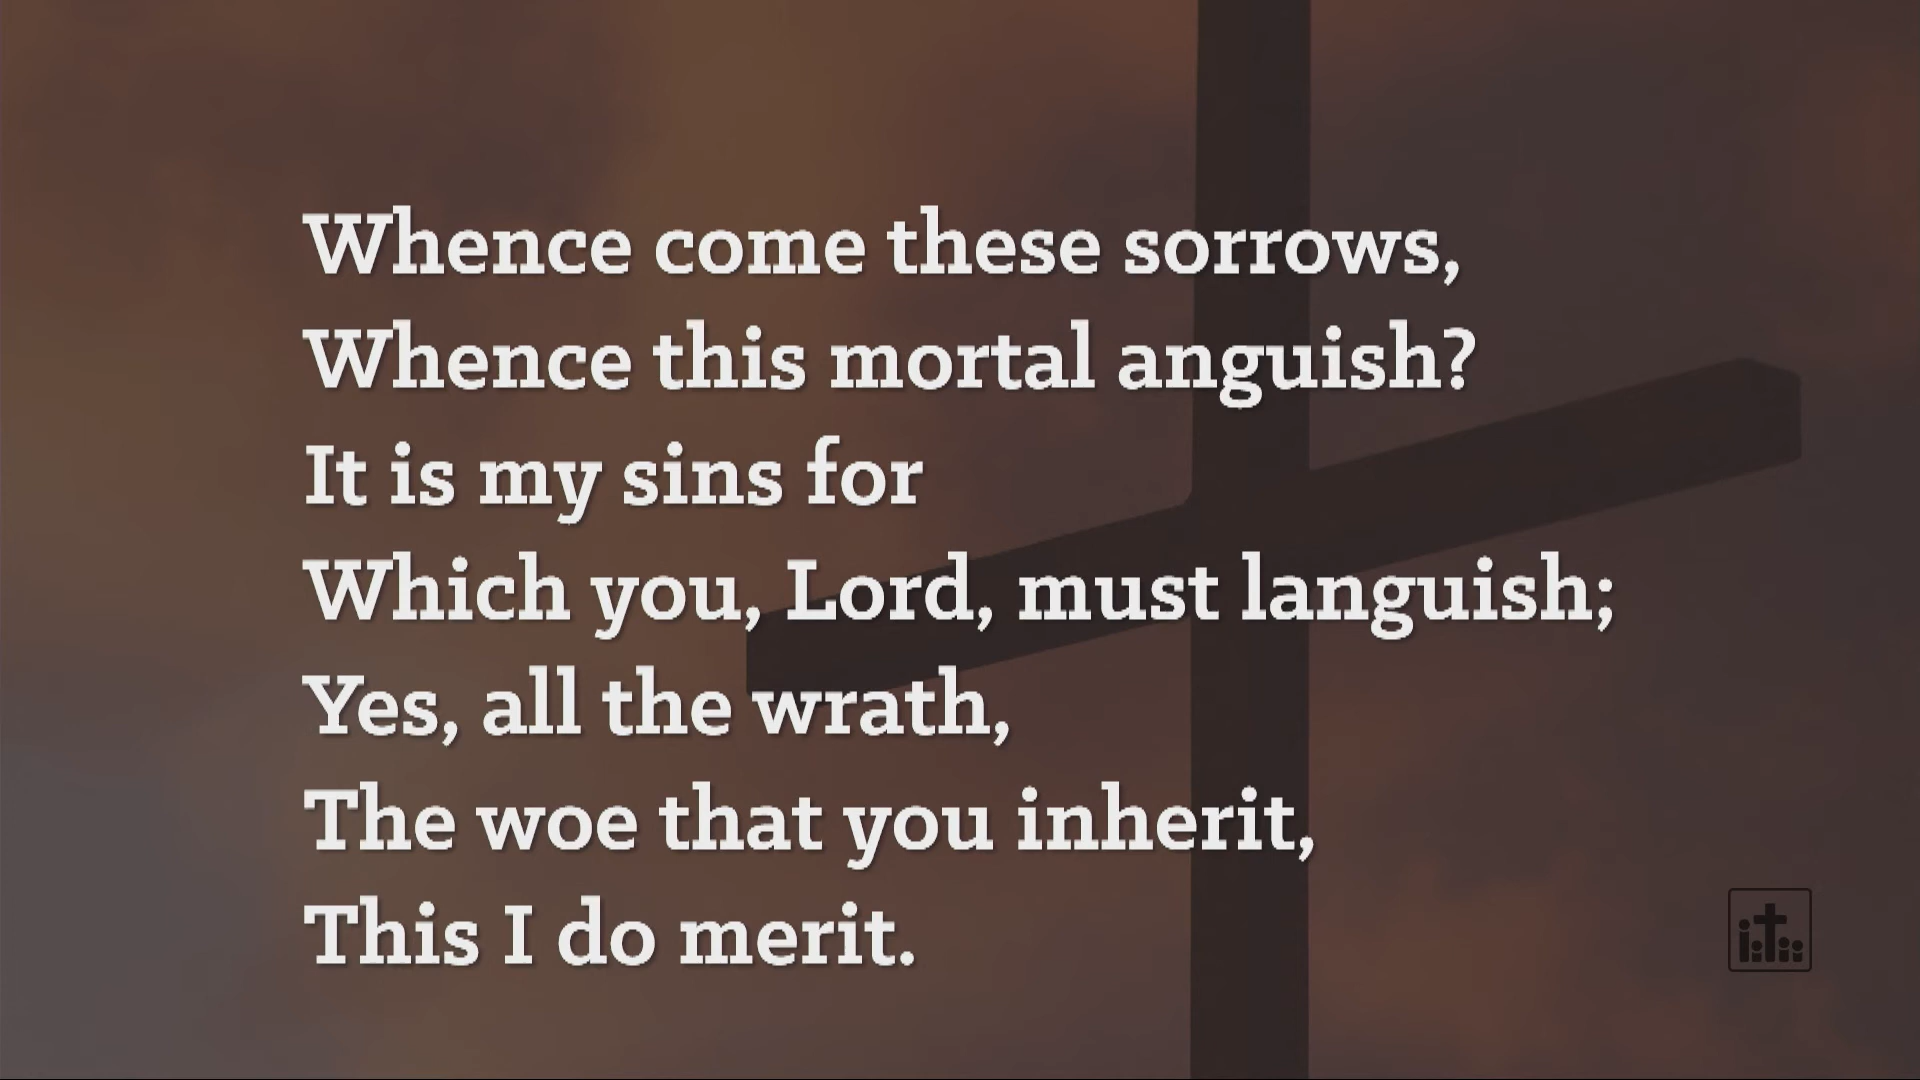 Whence come these sorrows,
Whence this mortal anguish?
It is my sins for
Which you, Lord, must languish;
Yes, all the wrath,
The woe that you inherit,
This I do merit.